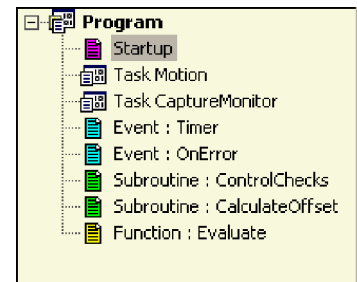 Program
Startup
Task Motion
Task CaptureMonitor
Event : Timer
Event : OnError
Subroutine : ControlChecks
Subroutine : CalculateOffset
Function : Evaluate